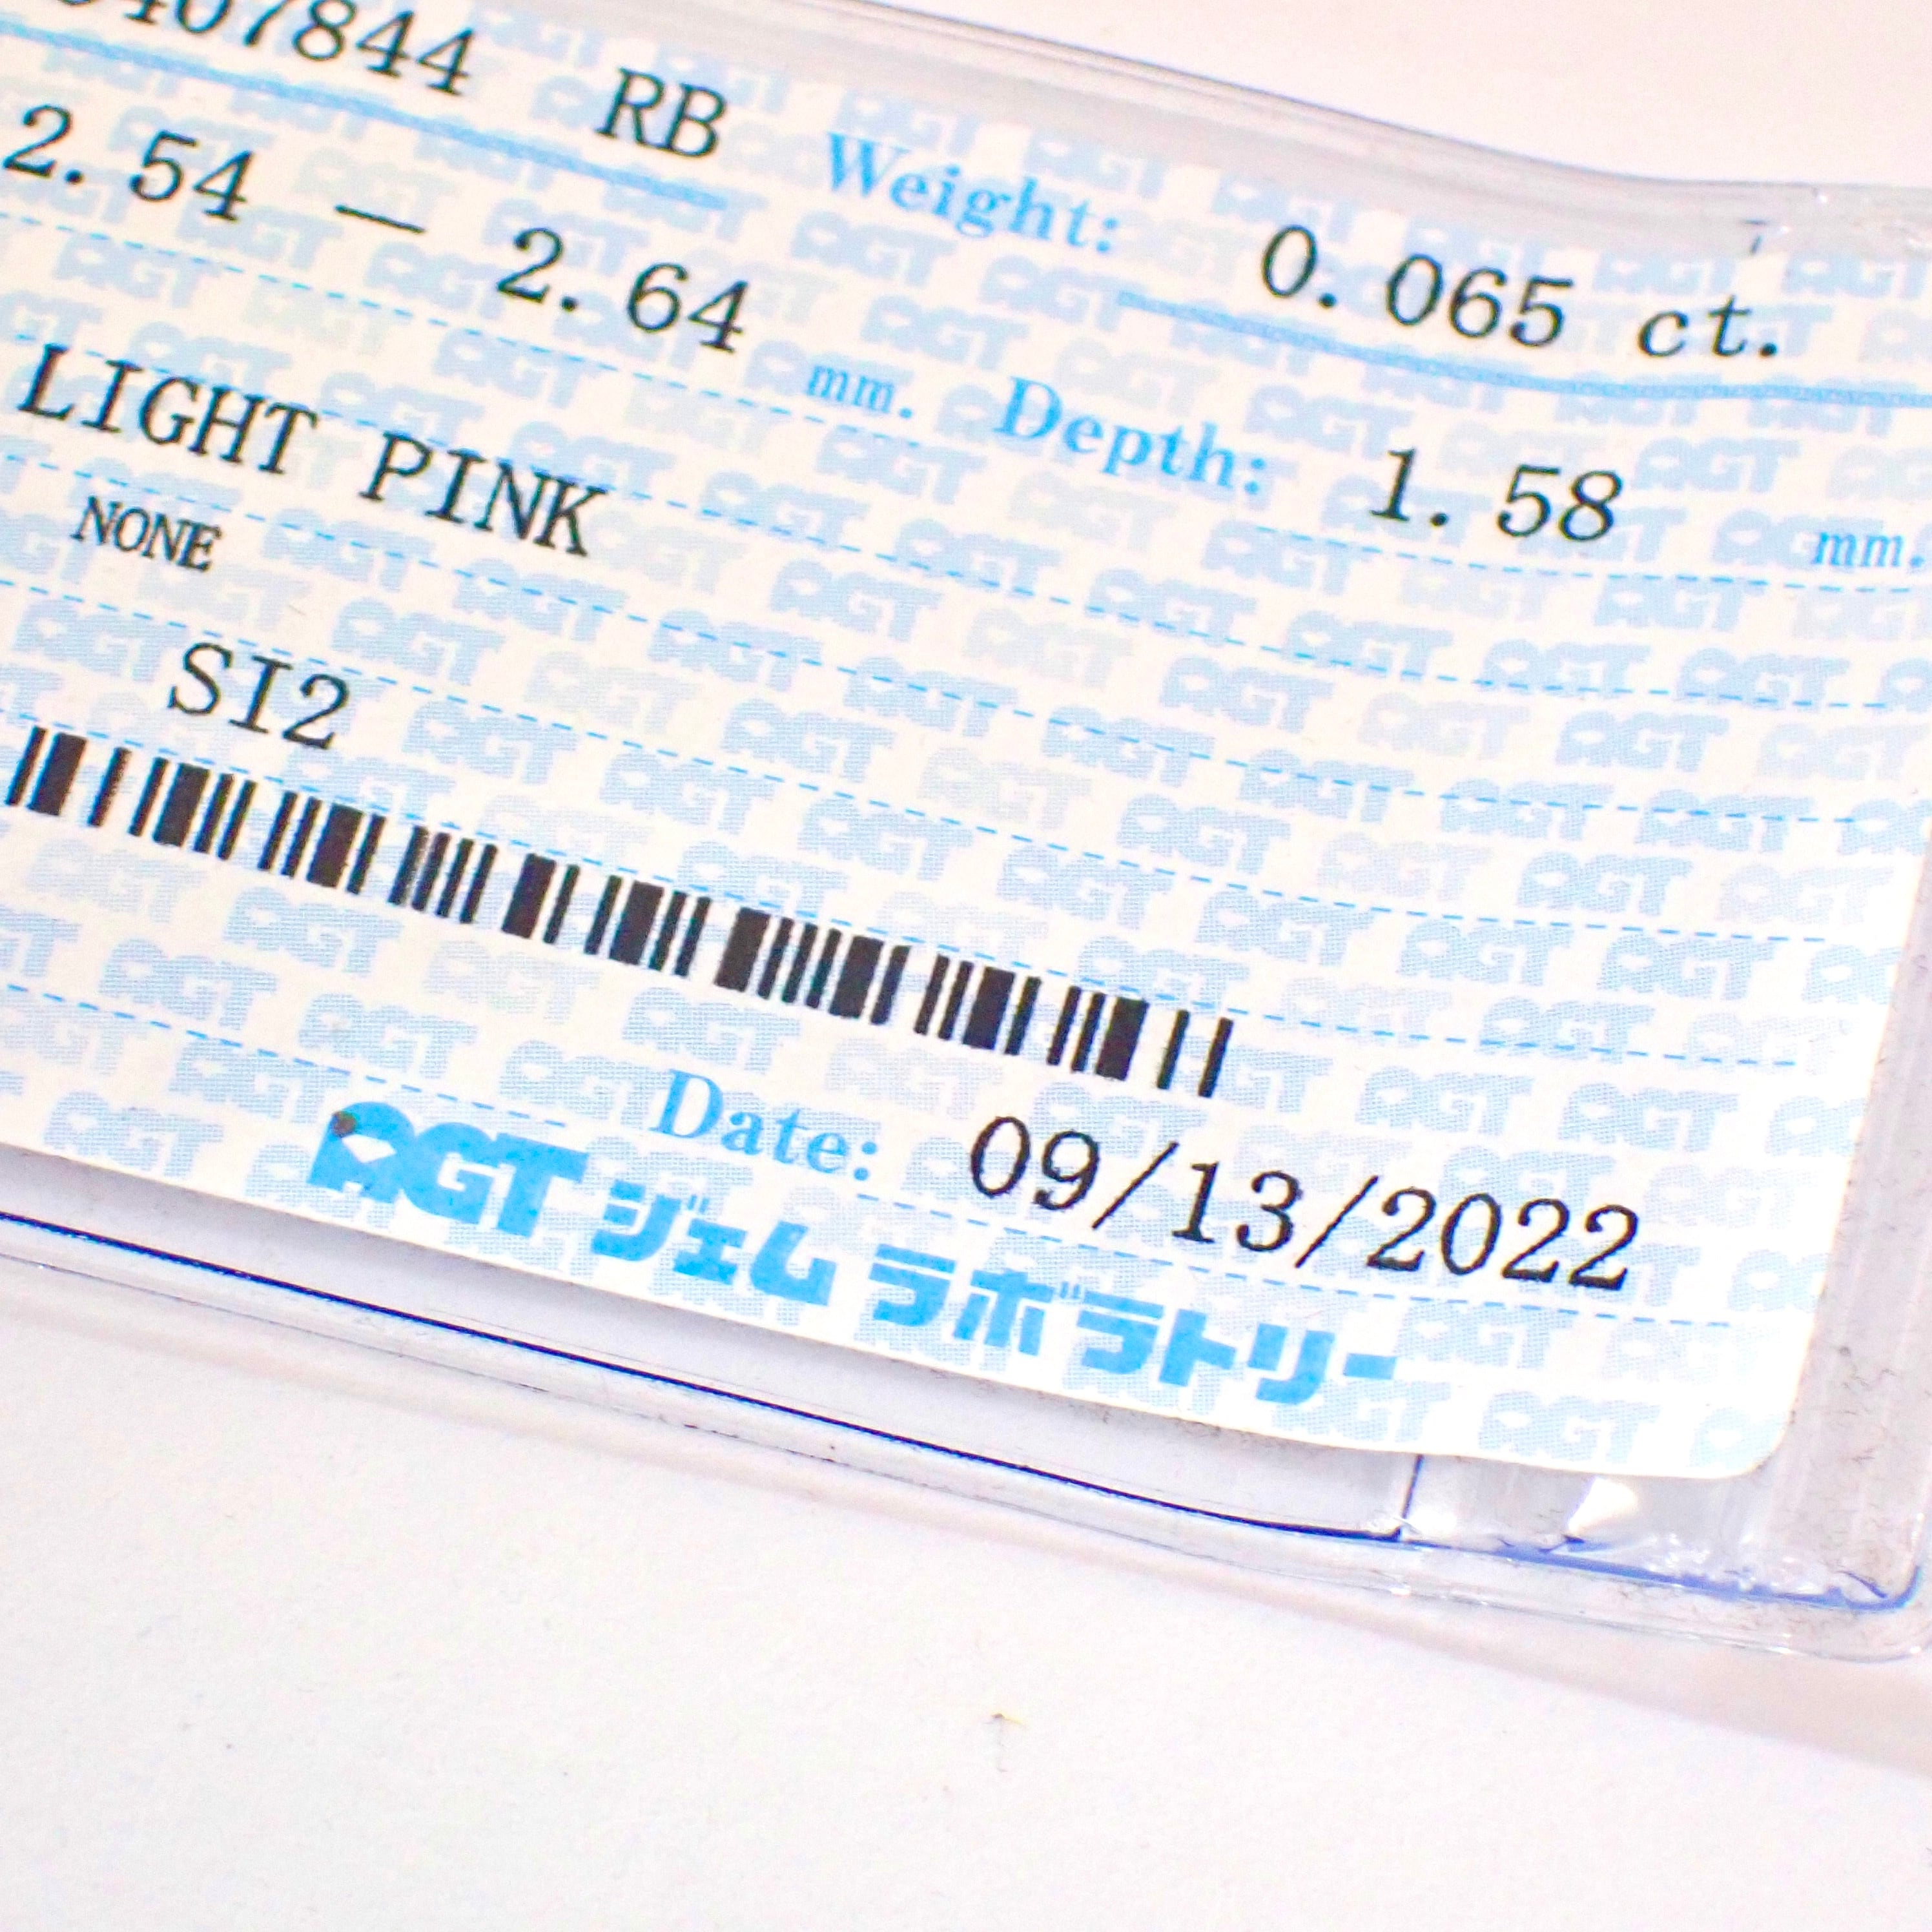 407844 RB Weight: 0.065 ct.
2.54 - 2.64 mm. Depth: 1.58 mm.
LIGHT PINK
NONE
SI2
Date: 09/13/2022
AGT ジェム ラボラトリー